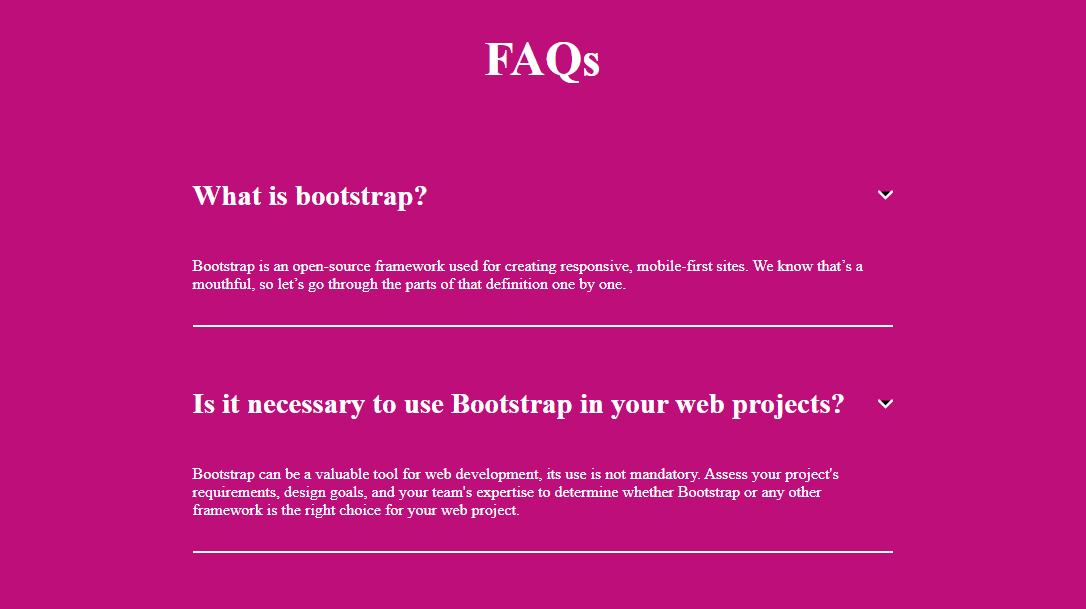 FAQs
What is bootstrap?
Bootstrap is an open-source framework used for creating responsive, mobile-first sites. We know that’s a
mouthful, so let’s go through the parts of that definition one by one.
Is it necessary to use Bootstrap in your web projects?
Bootstrap can be a valuable tool for web development, its use is not mandatory. Assess your project's
requirements, design goals, and your team's expertise to determine whether Bootstrap or any other
framework is the right choice for your web project.